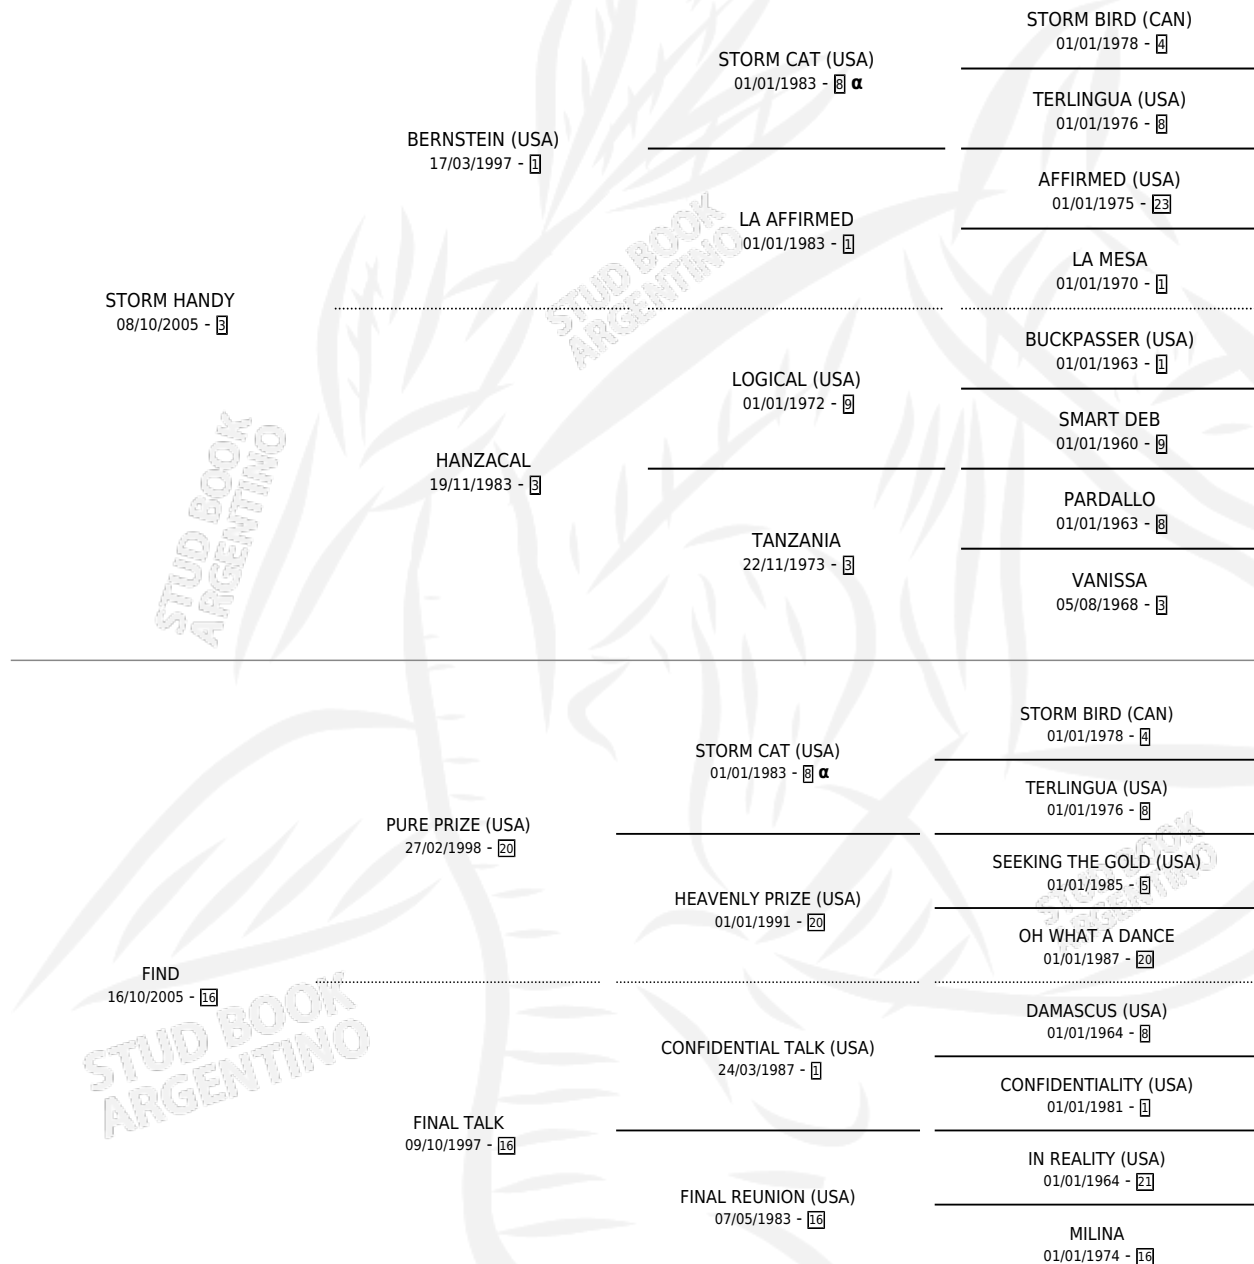 STORM BIRD (CAN)
01/01/1978 - 4
STORM CAT (USA)
01/01/1983 - 8 α
TERLINGUA (USA)
01/01/1976 - 8
BERNSTEIN (USA)
17/03/1997 - 1
AFFIRMED (USA)
01/01/1975 - 23
LA AFFIRMED
01/01/1983 - 1
LA MESA
01/01/1970 - 1
STORM HANDY
08/10/2005 - 3
BUCKPASSER (USA)
01/01/1963 - 1
LOGICAL (USA)
01/01/1972 - 9
SMART DEB
01/01/1960 - 9
HANZACAL
19/11/1983 - 3
PARDALLO
01/01/1963 - 8
TANZANIA
22/11/1973 - 3
VANISSA
05/08/1968 - 3
STORM BIRD (CAN)
01/01/1978 - 4
STORM CAT (USA)
01/01/1983 - 8 α
TERLINGUA (USA)
01/01/1976 - 8
PURE PRIZE (USA)
27/02/1998 - 20
SEEKING THE GOLD (USA)
01/01/1985 - 5
HEAVENLY PRIZE (USA)
01/01/1991 - 20
OH WHAT A DANCE
01/01/1987 - 20
FIND
16/10/2005 - 16
DAMASCUS (USA)
01/01/1964 - 8
CONFIDENTIAL TALK (USA)
24/03/1987 - 1
CONFIDENTIALITY (USA)
01/01/1981 - 1
FINAL TALK
09/10/1997 - 16
IN REALITY (USA)
01/01/1964 - 21
FINAL REUNION (USA)
07/05/1983 - 16
MILINA
01/01/1974 - 16
STUD BOOK
ARGENTINO
STUD BOOK
ARGENTINO
STUD BOOK
ARGENTINO
STUD BOOK
ARGENTINO